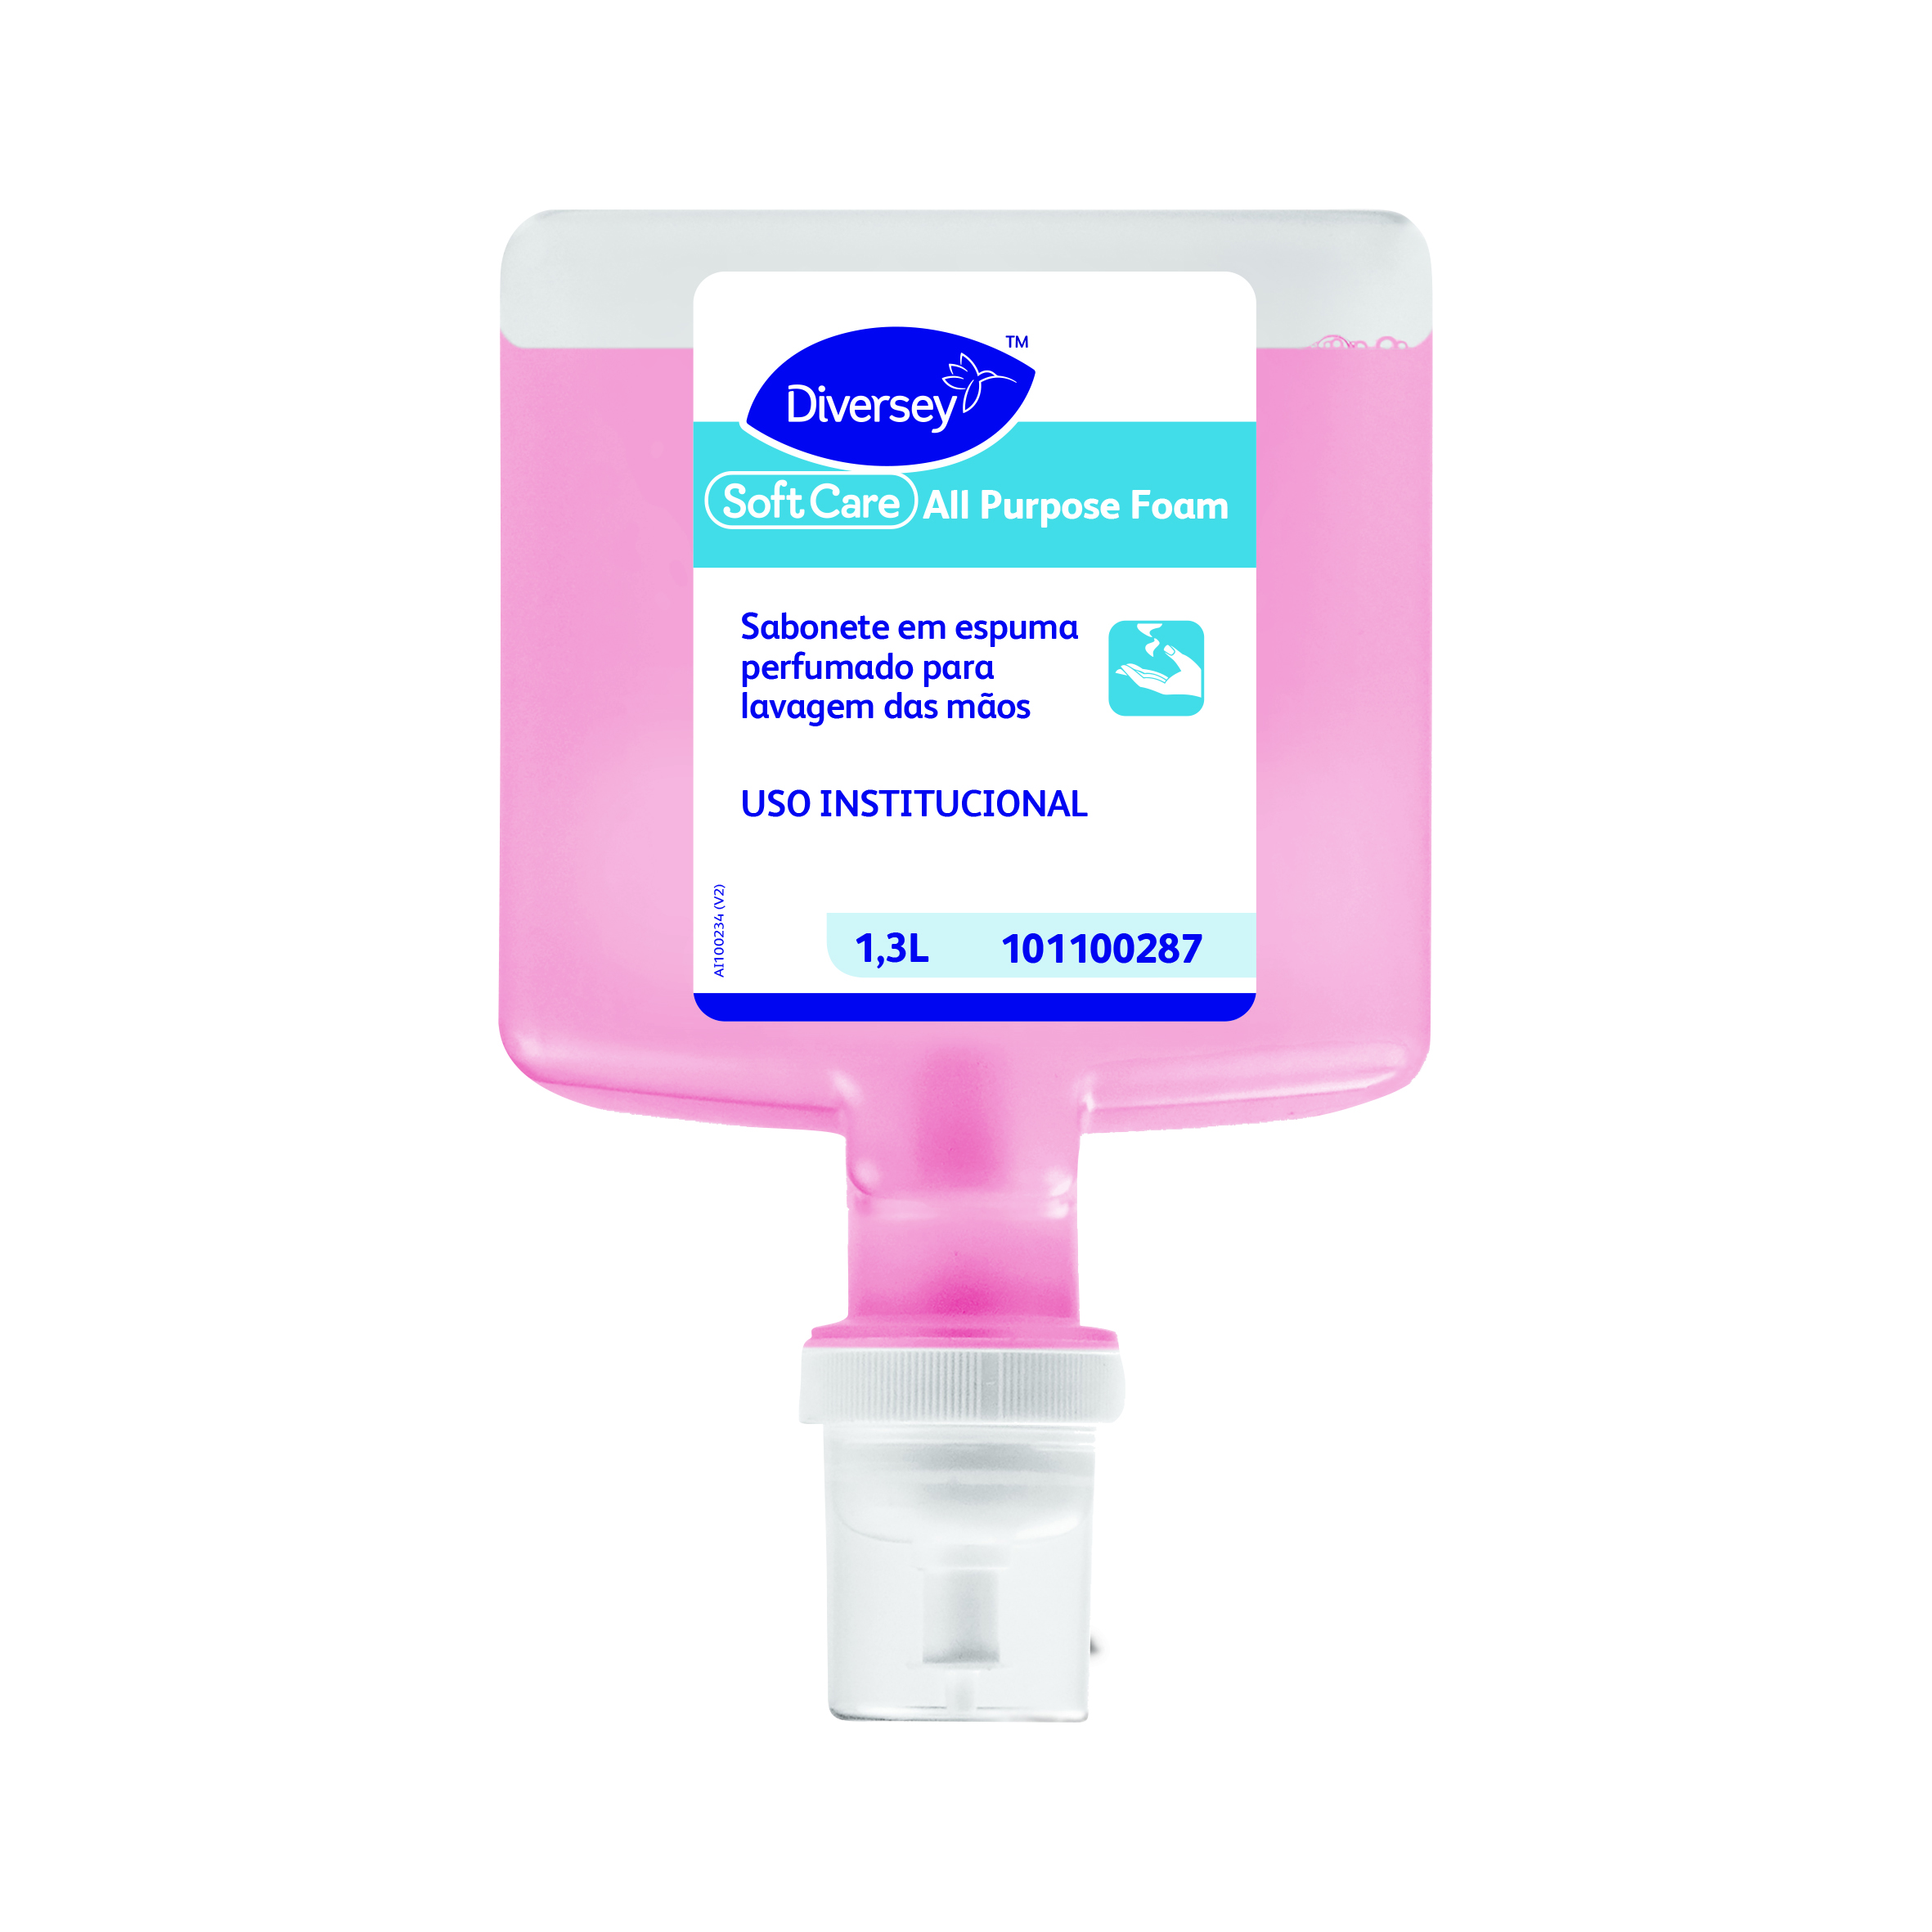 Diversey™
Soft Care All Purpose Foam
Sabonete em espuma
perfumado para
lavagem das mãos
USO INSTITUCIONAL
AI100234 (V2)
1,3L 101100287